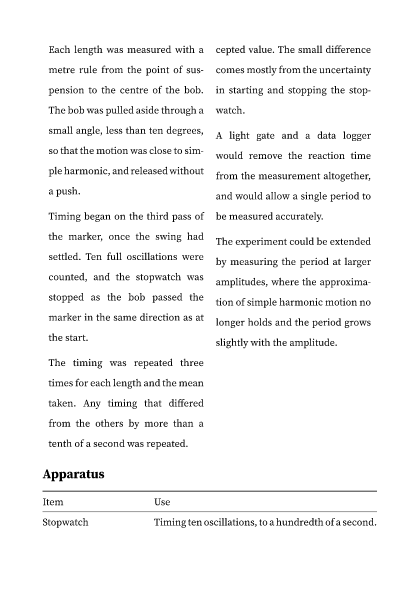 Each length was measured with a
metre rule from the point of sus-
pension to the centre of the bob.
The bob was pulled aside through a
small angle, less than ten degrees,
so that the motion was close to sim-
ple harmonic, and released without
a push.
Timing began on the third pass of
the marker, once the swing had
settled. Ten full oscillations were
counted, and the stopwatch was
stopped as the bob passed the
marker in the same direction as at
the start.
The timing was repeated three
times for each length and the mean
taken. Any timing that differed
from the others by more than a
tenth of a second was repeated.
cepted value. The small difference
comes mostly from the uncertainty
in starting and stopping the stop-
watch.
A light gate and a data logger
would remove the reaction time
from the measurement altogether,
and would allow a single period to
be measured accurately.
The experiment could be extended
by measuring the period at larger
amplitudes, where the approxima-
tion of simple harmonic motion no
longer holds and the period grows
slightly with the amplitude.
Apparatus
Item Use
Stopwatch Timing ten oscillations, to a hundredth of a second.